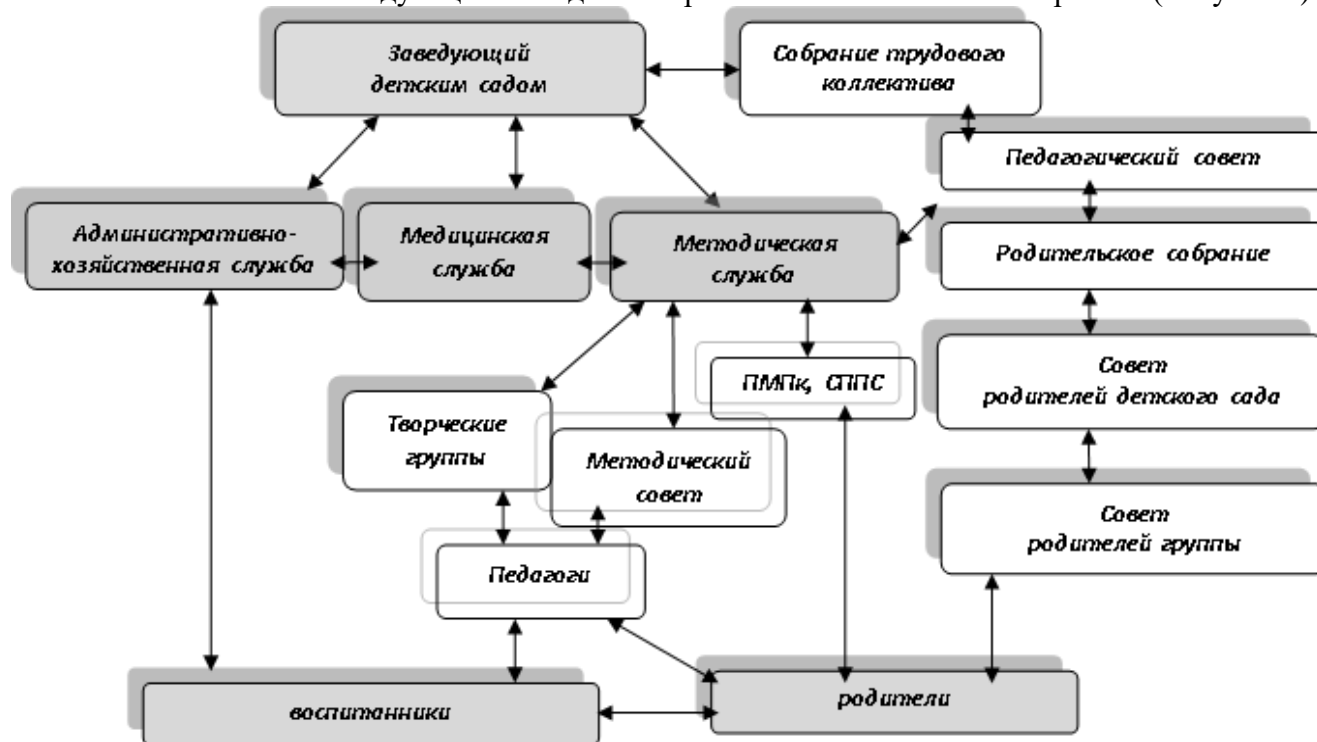 Заведующий
детским садом
Собрание трудового
коллектива
Педагогический совет
Административно-
хозяйственная служба
Медицинская
служба
Методическая
служба
Родительское собрание
ПМПк, СППС
Совет
родителей детского сада
Творческие
группы
Методический
совет
Совет
родителей группы
Педагоги
воспитанники
родители